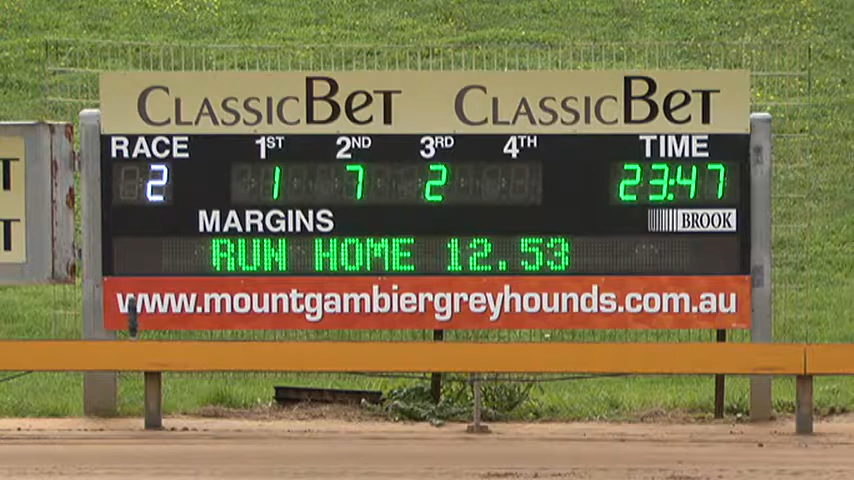 CLASSICBET CLASSICBET
RACE 1ST 2ND 3RD 4TH TIME
2 1 7 2 23:47
MARGINS BROOK
RUN HOME 12.53
www.mountgambiergreyhounds.com.au
T
T